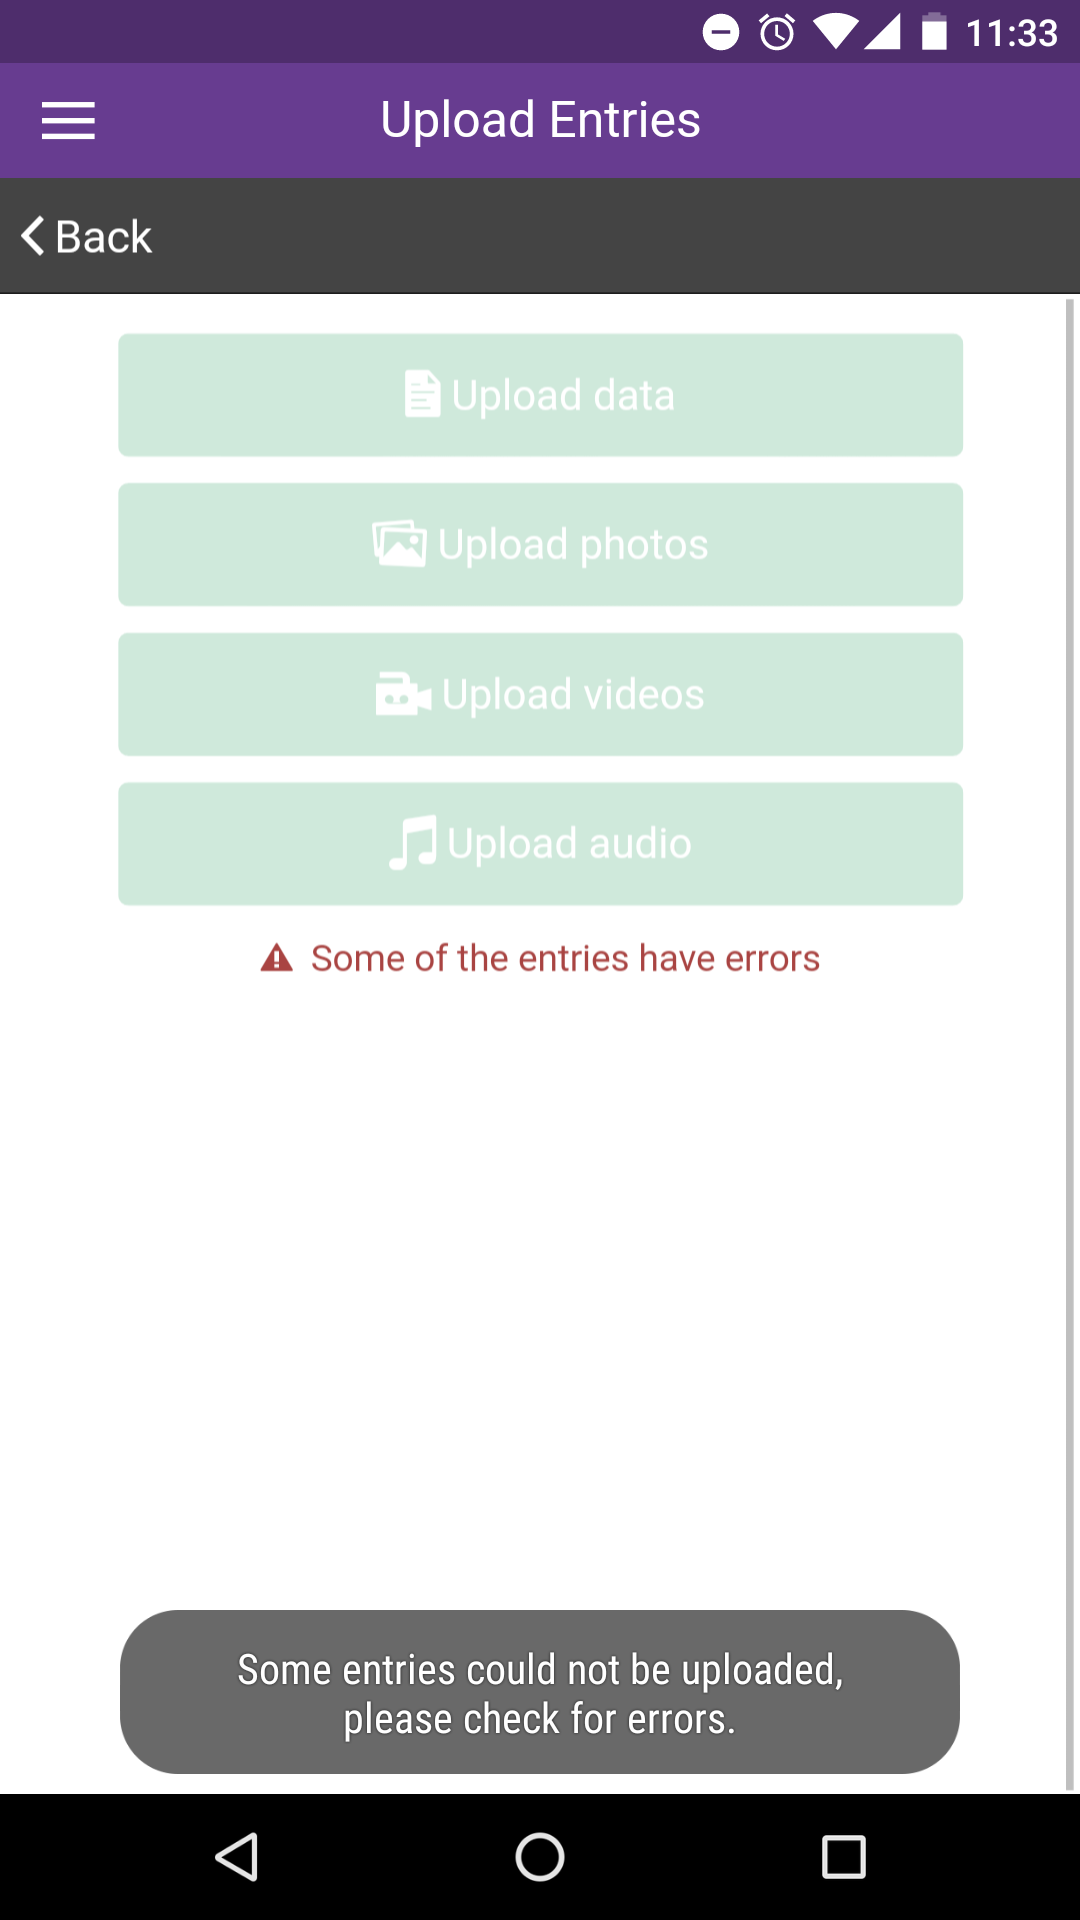 11:33
Upload Entries
Back
Upload data
Upload photos
Upload videos
Upload audio
Some of the entries have errors
Some entries could not be uploaded,
please check for errors.